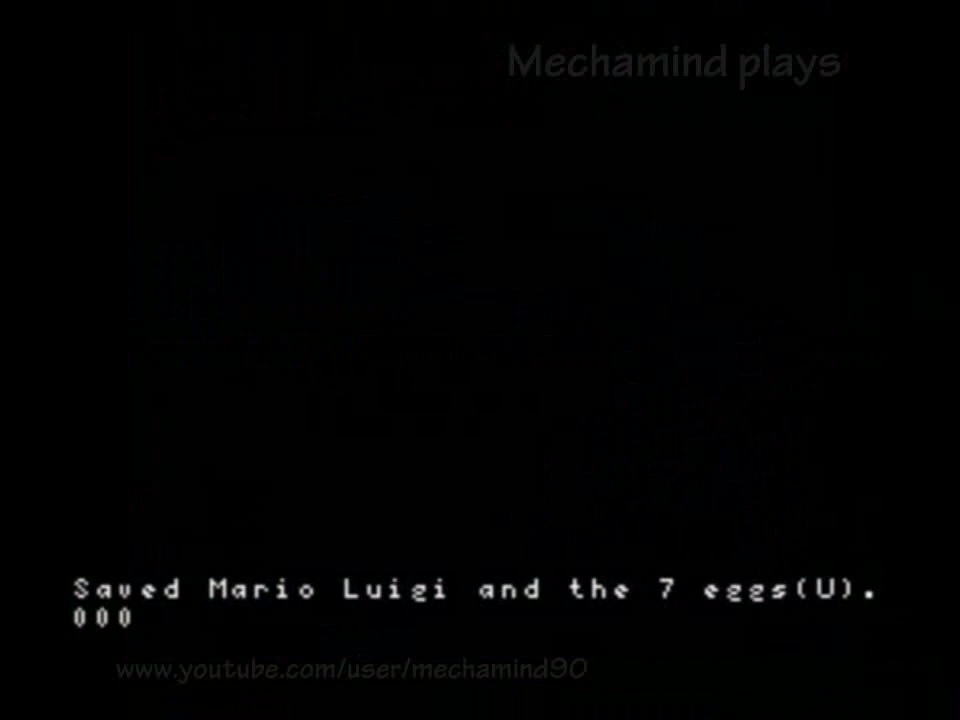 Mechamind plays
Saved Mario Luigi and the 7 eggs(U).
000
www.youtube.com/user/mechamind90